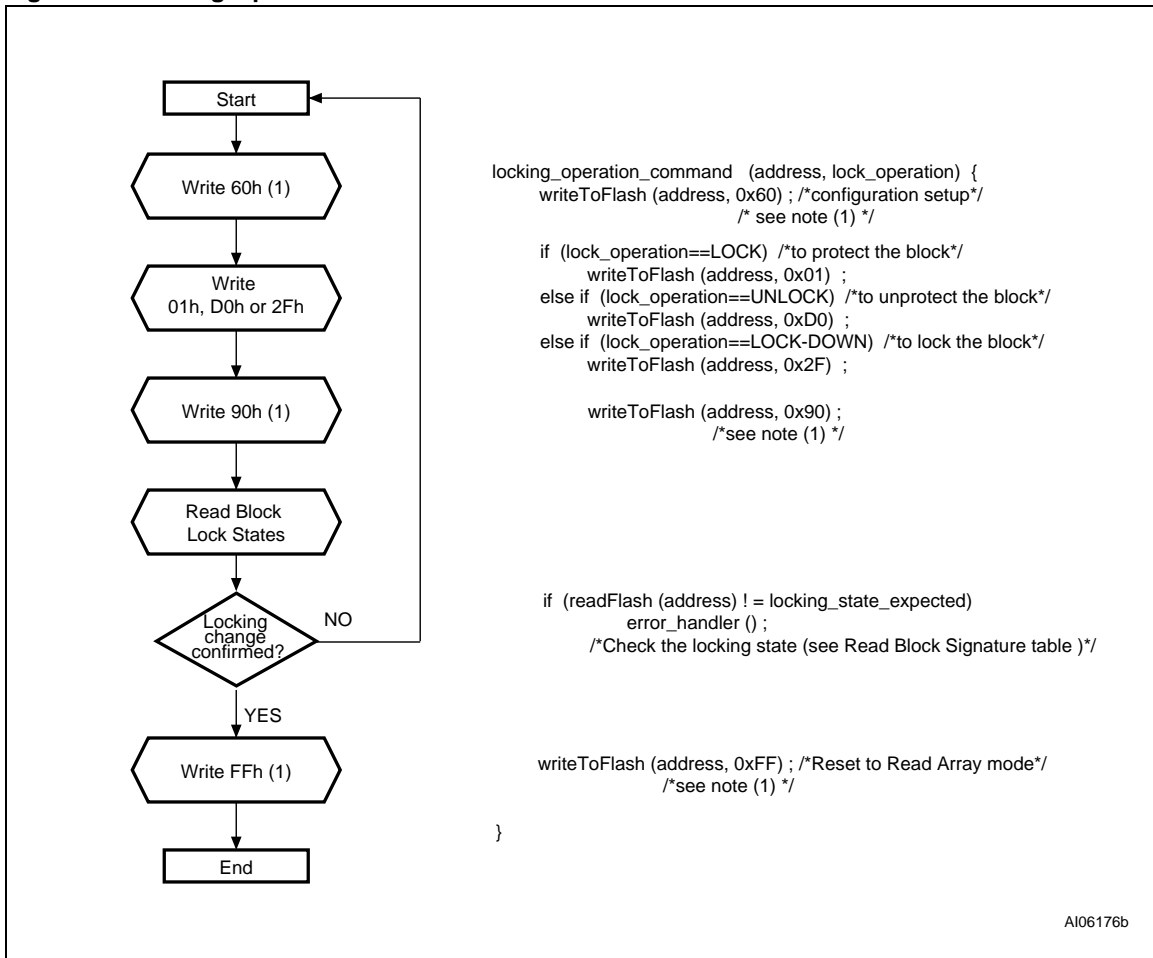 Start
Write 60h (1)
Write
01h, D0h or 2Fh
Write 90h (1)
Read Block
Lock States
Locking
change
confirmed?
NO
YES
Write FFh (1)
End
locking_operation_command (address, lock_operation) {
writeToFlash (address, 0x60) ; /*configuration setup*/
/* see note (1) */
if (lock_operation==LOCK) /*to protect the block*/
writeToFlash (address, 0x01) ;
else if (lock_operation==UNLOCK) /*to unprotect the block*/
writeToFlash (address, 0xD0) ;
else if (lock_operation==LOCK-DOWN) /*to lock the block*/
writeToFlash (address, 0x2F) ;
writeToFlash (address, 0x90) ;
/*see note (1) */
if (readFlash (address) ! = locking_state_expected)
error_handler () ;
/*Check the locking state (see Read Block Signature table )*/
writeToFlash (address, 0xFF) ; /*Reset to Read Array mode*/
/*see note (1) */
}
AI06176b